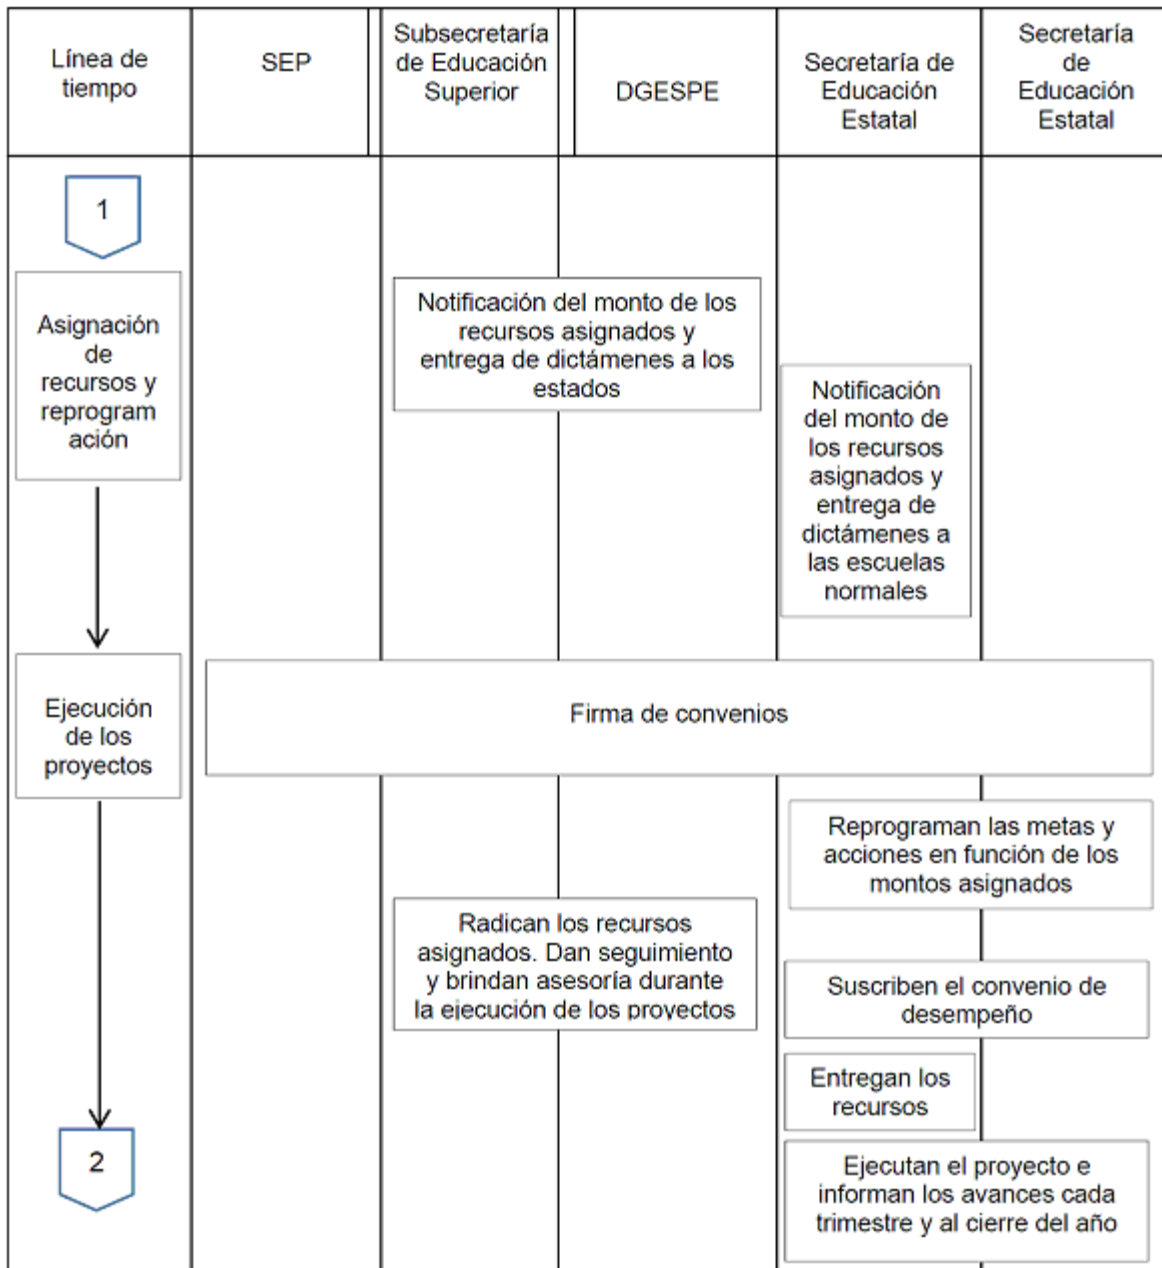 Línea de
tiempo
SEP
Subsecretaría
de Educación
Superior
DGESPE
Secretaría de
Educación
Estatal
Secretaría
de
Educación
Estatal
1
Asignación
de
recursos y
reprogram
ación
Notificación del monto de los
recursos asignados y
entrega de dictámenes a los
estados
Notificación
del monto de
los recursos
asignados y
entrega de
dictámenes a
las escuelas
normales
Ejecución
de los
proyectos
Firma de convenios
Reprograman las metas y
acciones en función de los
montos asignados
Radican los recursos
asignados. Dan seguimiento
y brindan asesoría durante
la ejecución de los proyectos
Suscriben el convenio de
desempeño
Entregan los
recursos
2
Ejecutan el proyecto e
informan los avances cada
trimestre y al cierre del año